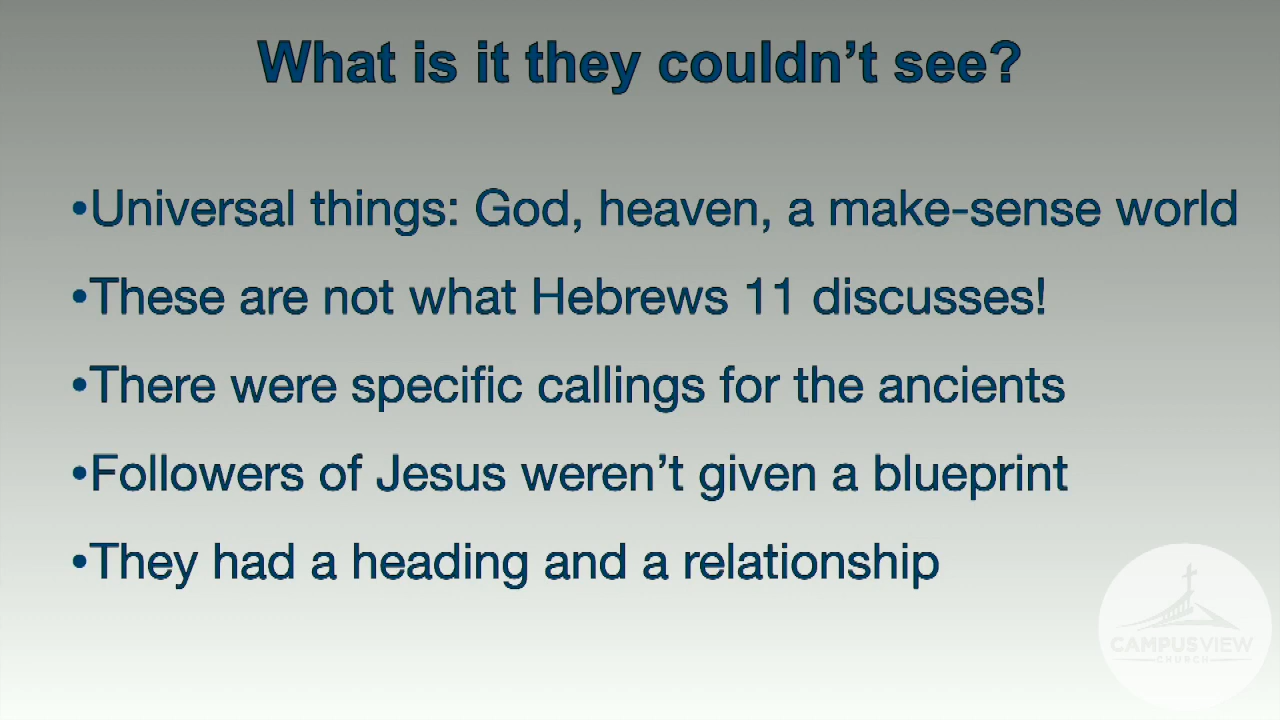 What is it they couldn’t see?
•Universal things: God, heaven, a make-sense world
•These are not what Hebrews 11 discusses!
•There were specific callings for the ancients
•Followers of Jesus weren’t given a blueprint
•They had a heading and a relationship
CAMPUSVIEW
CHURCH